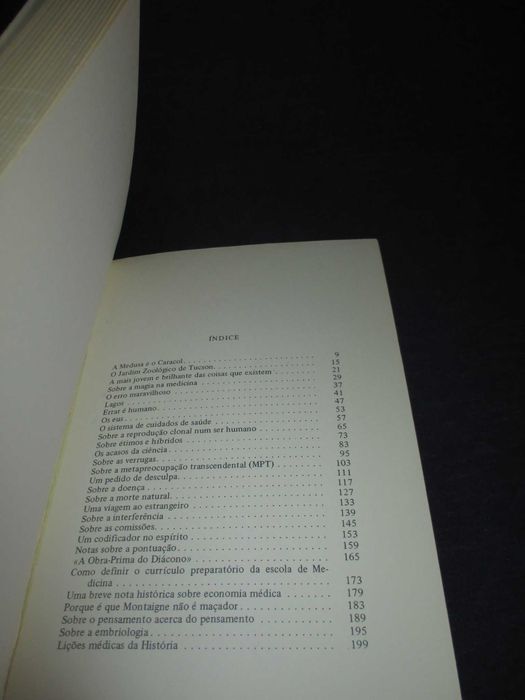 ÍNDICE
A Medusa e o Caracol. 9
O Jardim Zoológico de Tucson. 15
A mais jovem e brilhante das coisas que existem 21
Sobre a magia na medicina 29
O erro maravilhoso 37
Lagos 41
Errar é humano. 47
Os eus 53
O sistema de cuidados de saúde 57
Sobre a reprodução clonal num ser humano 65
Sobre étimos e híbridos 73
Os acasos da ciência. 83
Sobre as verrugas. 95
Sobre a metapreocupação transcendental (MPT) 103
Um pedido de desculpa. 111
Sobre a doença. 117
Sobre a morte natural. 127
Uma viagem ao estrangeiro 133
Sobre a interferência 139
Sobre as comissões. 145
Um codificador no espírito 153
Notas sobre a pontuação. 159
«A Obra-Prima do Diácono» 165
Como definir o currículo preparatório da escola de Me-
dicina 173
Uma breve nota histórica sobre economia médica 179
Porque é que Montaigne não é maçador. 183
Sobre o pensamento acerca do pensamento 189
Sobre a embriologia. 195
Lições médicas da História 199